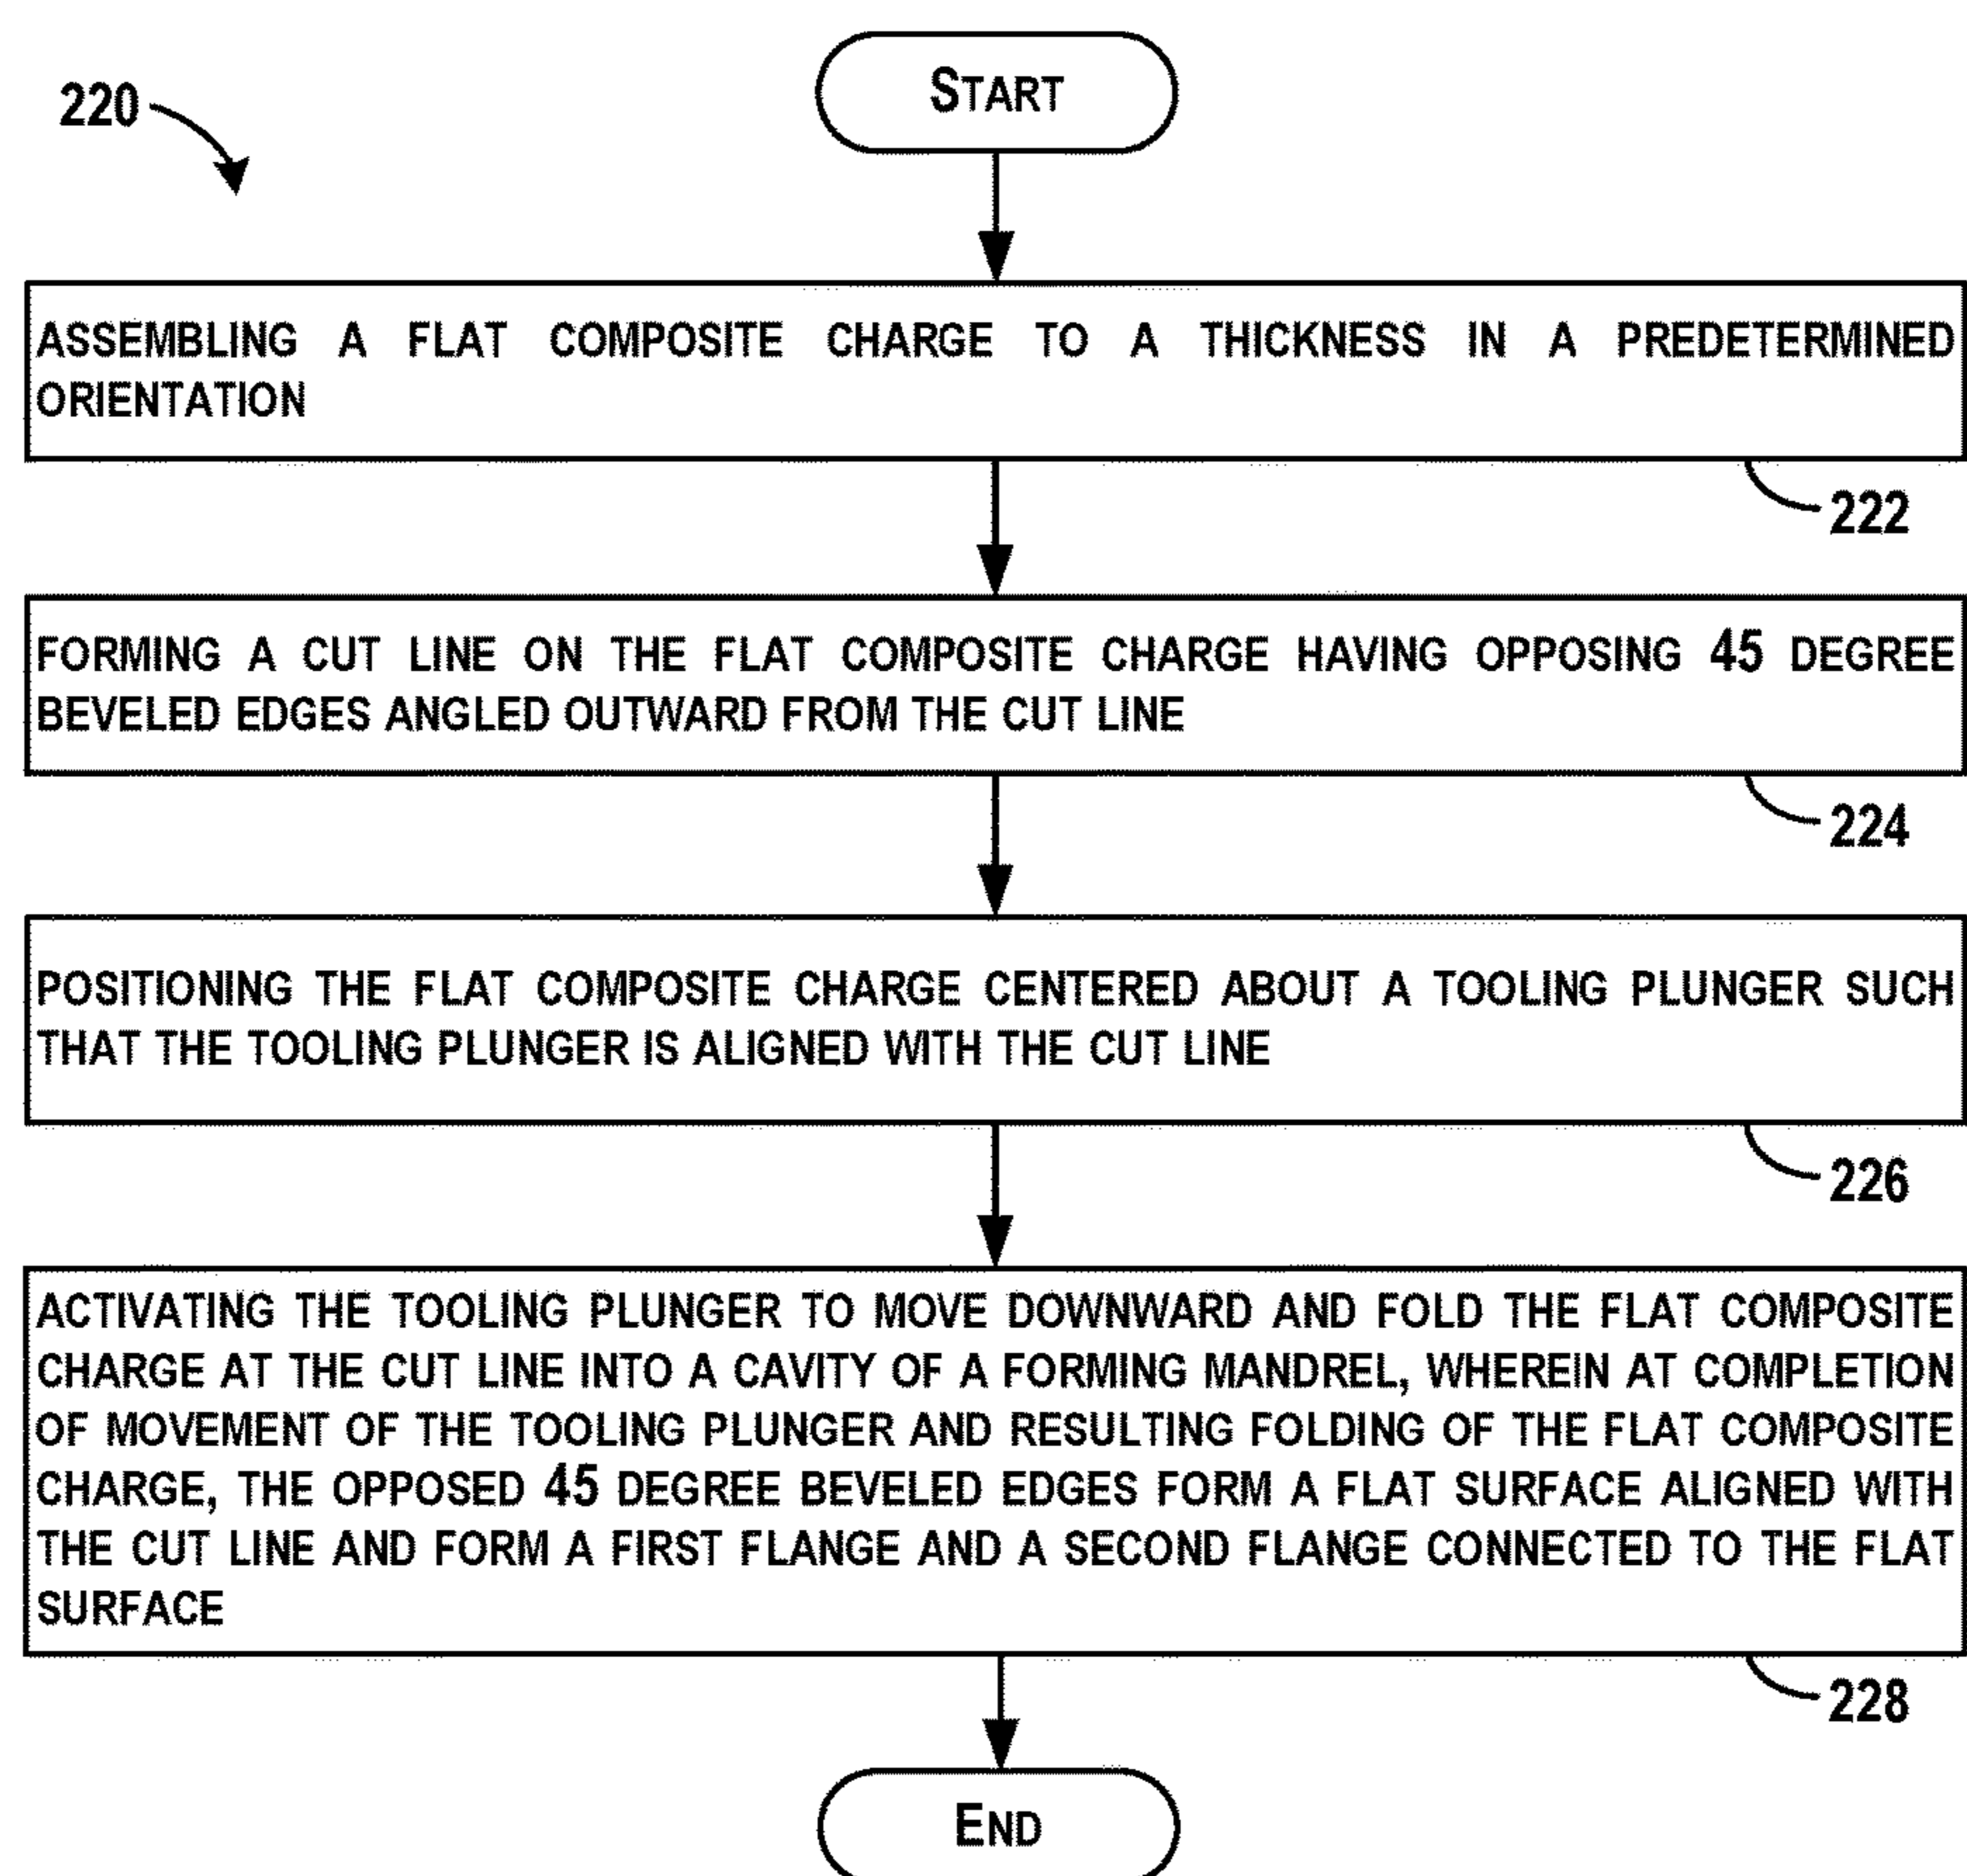 START
220
ASSEMBLING A FLAT COMPOSITE CHARGE TO A THICKNESS IN A PREDETERMINED
ORIENTATION
222
FORMING A CUT LINE ON THE FLAT COMPOSITE CHARGE HAVING OPPOSING 45 DEGREE
BEVELED EDGES ANGLED OUTWARD FROM THE CUT LINE
224
POSITIONING THE FLAT COMPOSITE CHARGE CENTERED ABOUT A TOOLING PLUNGER SUCH
THAT THE TOOLING PLUNGER IS ALIGNED WITH THE CUT LINE
226
ACTIVATING THE TOOLING PLUNGER TO MOVE DOWNWARD AND FOLD THE FLAT COMPOSITE
CHARGE AT THE CUT LINE INTO A CAVITY OF A FORMING MANDREL, WHEREIN AT COMPLETION
OF MOVEMENT OF THE TOOLING PLUNGER AND RESULTING FOLDING OF THE FLAT COMPOSITE
CHARGE, THE OPPOSED 45 DEGREE BEVELED EDGES FORM A FLAT SURFACE ALIGNED WITH
THE CUT LINE AND FORM A FIRST FLANGE AND A SECOND FLANGE CONNECTED TO THE FLAT
SURFACE
228
END